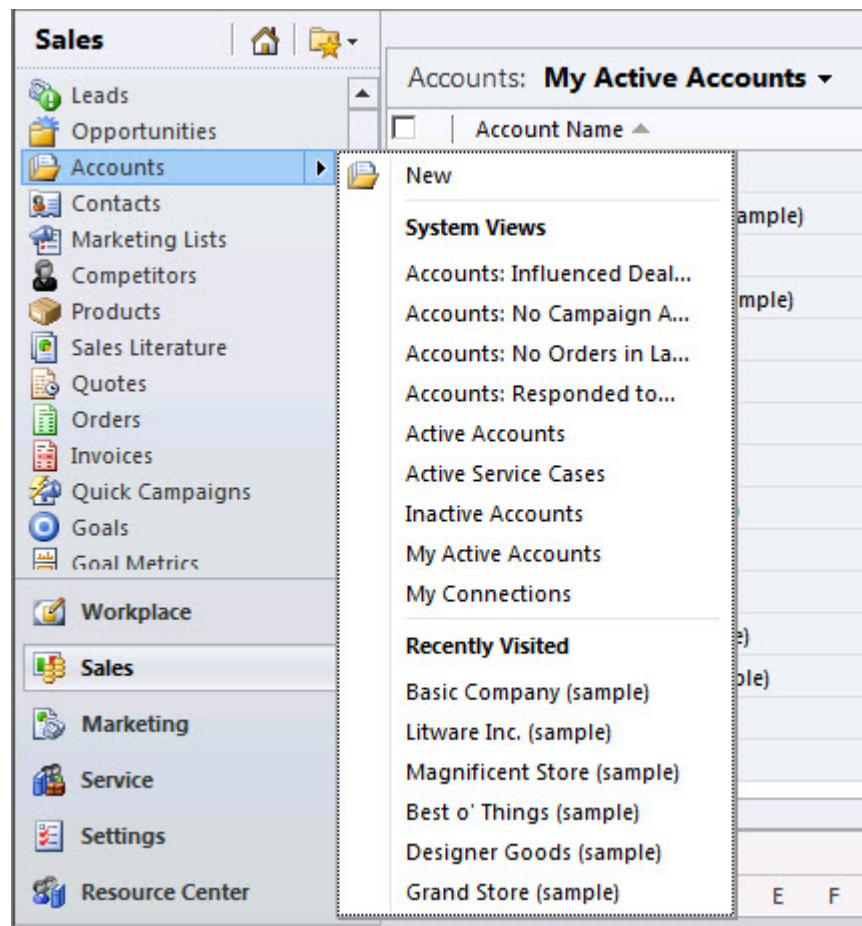 Sales
Leads
Opportunities
Accounts
Contacts
Marketing Lists
Competitors
Products
Sales Literature
Quotes
Orders
Invoices
Quick Campaigns
Goals
Goal Metrics
Workplace
Sales
Marketing
Service
Settings
Resource Center
Accounts: My Active Accounts
Account Name
New
System Views
Accounts: Influenced Deal...
Accounts: No Campaign A...
Accounts: No Orders in La...
Accounts: Responded to...
Active Accounts
Active Service Cases
Inactive Accounts
My Active Accounts
My Connections
Recently Visited
Basic Company (sample)
Litware Inc. (sample)
Magnificent Store (sample)
Best o' Things (sample)
Designer Goods (sample)
Grand Store (sample)
E F